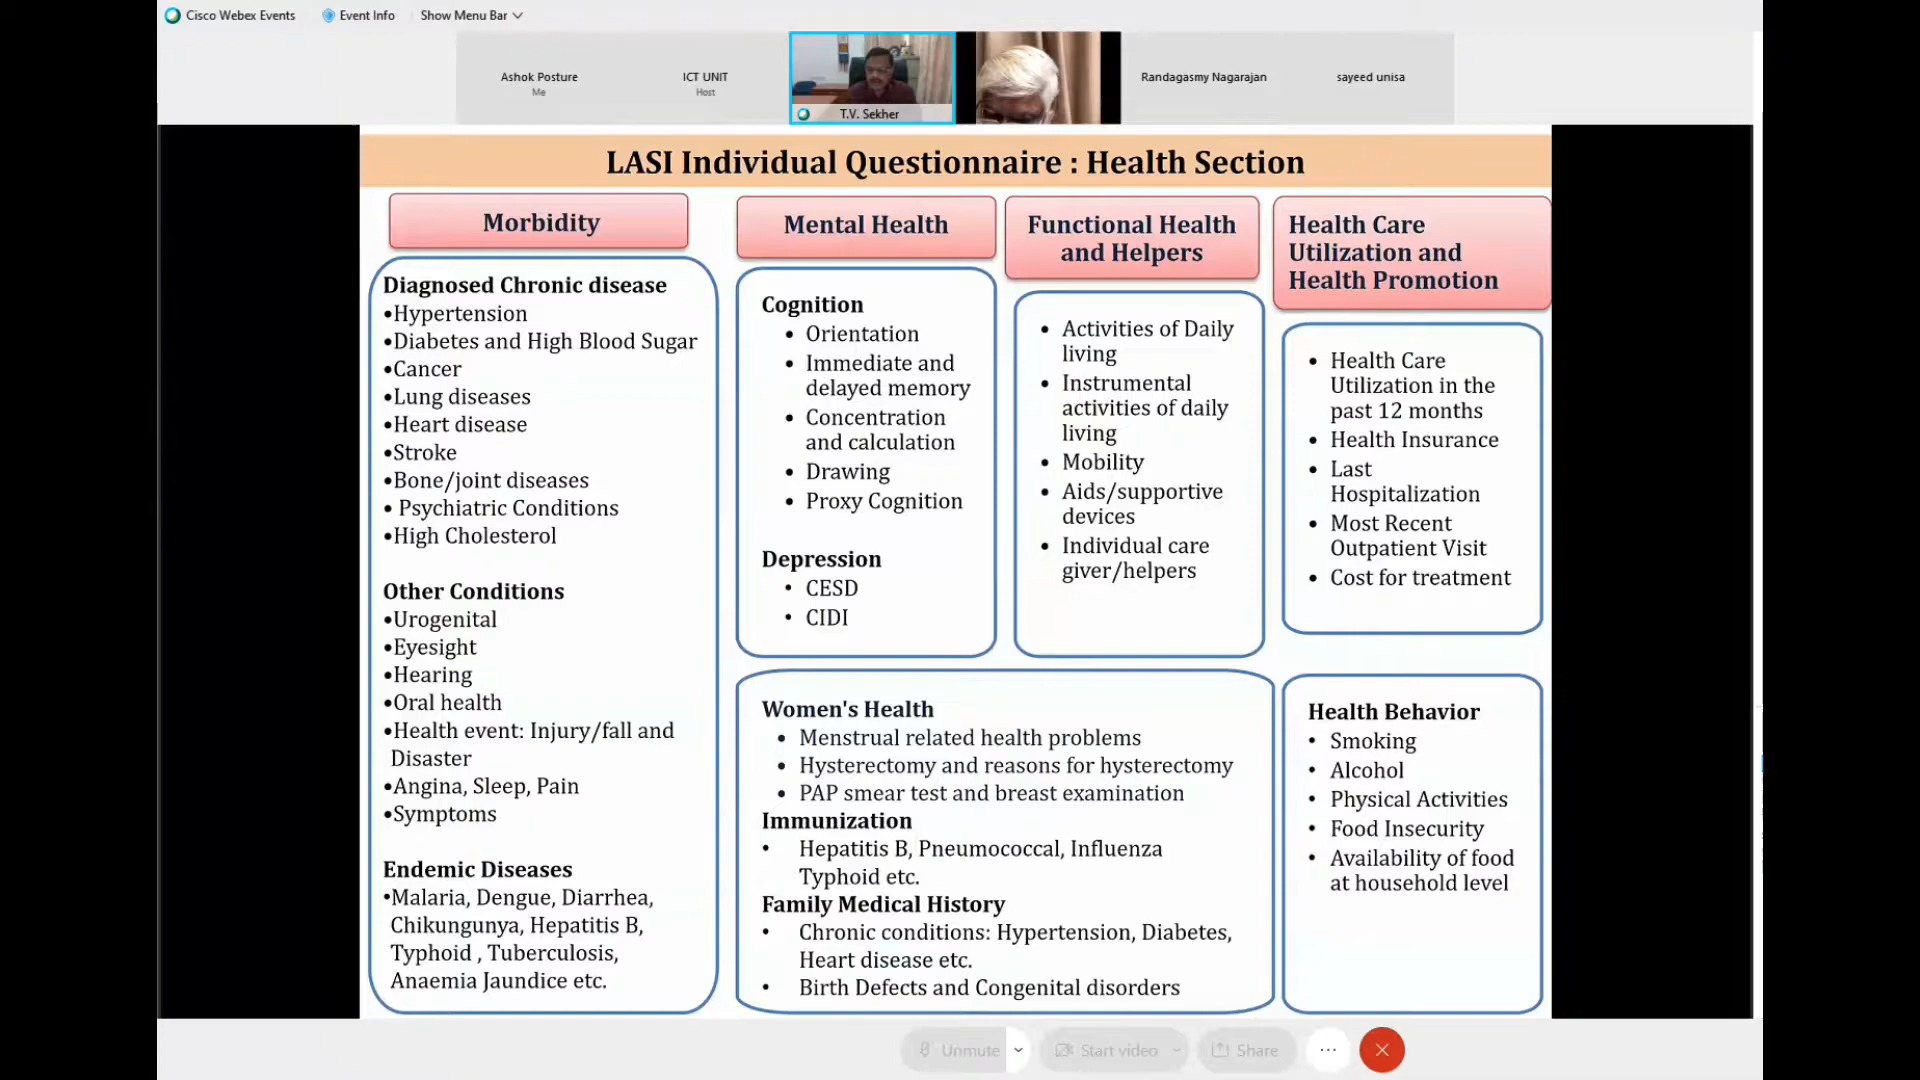 Cisco Webex Events
Event Info
Show Menu Bar
Ashok Posture
Me
ICT UNIT
Host
T.V. Sekher
Randagasmy Nagarajan
sayeed unisa
LASI Individual Questionnaire : Health Section
Morbidity
Diagnosed Chronic disease
•Hypertension
•Diabetes and High Blood Sugar
•Cancer
•Lung diseases
•Heart disease
•Stroke
•Bone/joint diseases
• Psychiatric Conditions
•High Cholesterol
Other Conditions
•Urogenital
•Eyesight
•Hearing
•Oral health
•Health event: Injury/fall and
Disaster
•Angina, Sleep, Pain
•Symptoms
Endemic Diseases
•Malaria, Dengue, Diarrhea,
Chikungunya, Hepatitis B,
Typhoid , Tuberculosis,
Anaemia Jaundice etc.
Mental Health
Cognition
• Orientation
• Immediate and
delayed memory
• Concentration
and calculation
• Drawing
• Proxy Cognition
Depression
• CESD
• CIDI
Functional Health
and Helpers
• Activities of Daily
living
• Instrumental
activities of daily
living
• Mobility
• Aids/supportive
devices
• Individual care
giver/helpers
Health Care
Utilization and
Health Promotion
• Health Care
Utilization in the
past 12 months
• Health Insurance
• Last
Hospitalization
• Most Recent
Outpatient Visit
• Cost for treatment
Women's Health
• Menstrual related health problems
• Hysterectomy and reasons for hysterectomy
• PAP smear test and breast examination
Immunization
• Hepatitis B, Pneumococcal, Influenza
Typhoid etc.
Family Medical History
• Chronic conditions: Hypertension, Diabetes,
Heart disease etc.
• Birth Defects and Congenital disorders
Health Behavior
• Smoking
• Alcohol
• Physical Activities
• Food Insecurity
• Availability of food
at household level
Unmute
Start video
Share